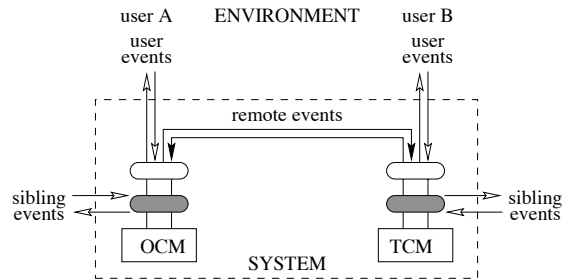 user A
ENVIRONMENT
user B
user
events
user
events
remote events
sibling
events
sibling
events
OCM
TCM
SYSTEM